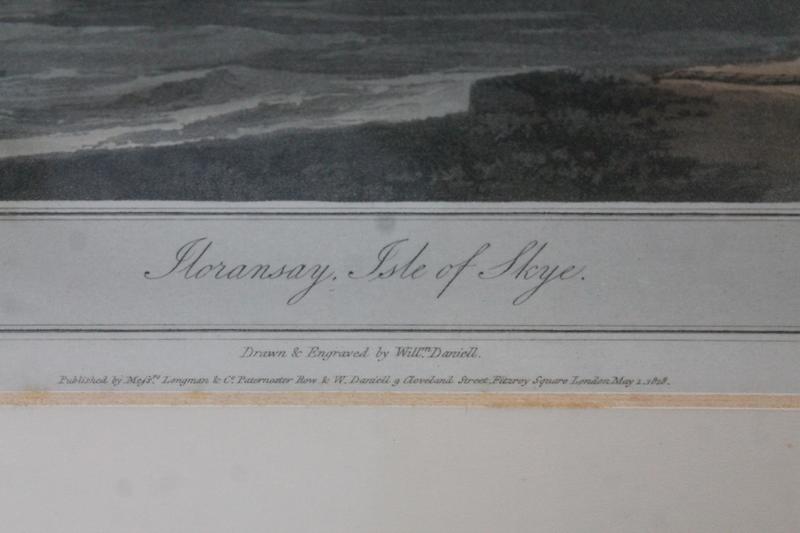 Iloransay. Isle of Skye.
Drawn & Engraved by Willm. Daniell.
Published by Messrs. Longman & Co. Paternoster Row & W. Daniell 9 Cleveland Street, Fitzroy Square London May 1. 1818.